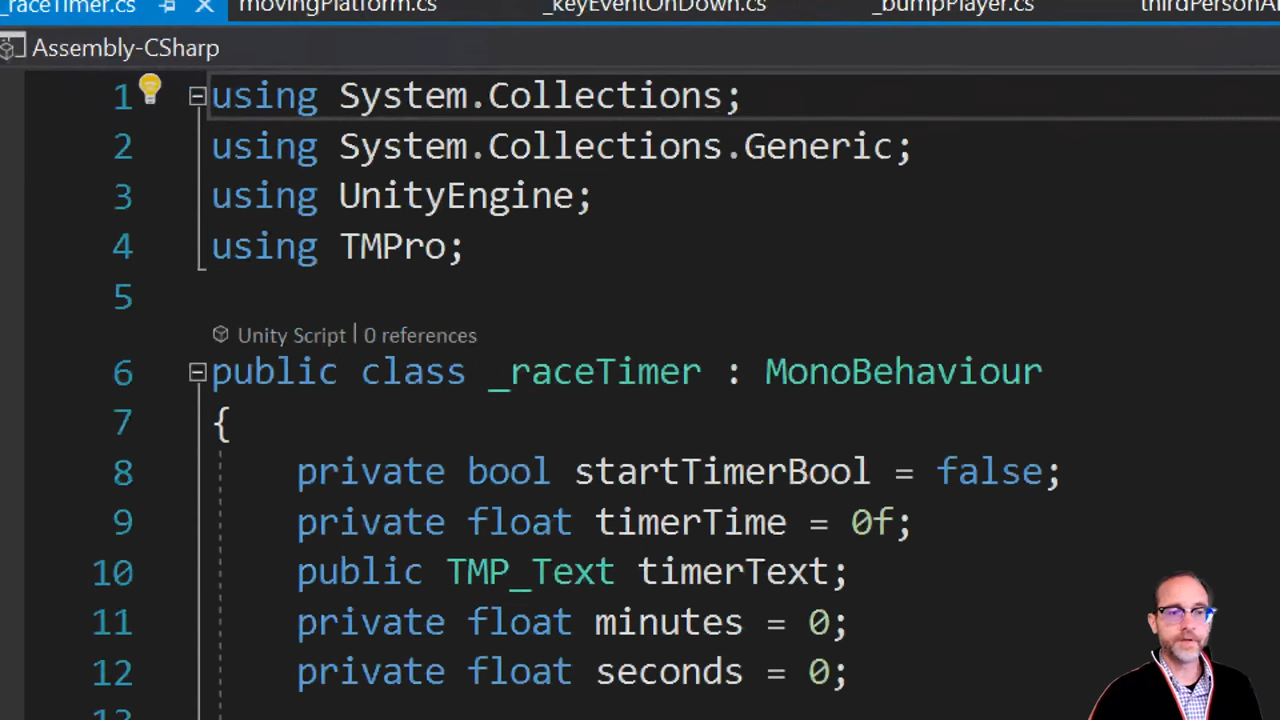 _raceTimer.cs movingPlatform.cs _keyEventOnDown.cs _bumpPlayer.cs
Assembly-CSharp
1 using System.Collections;
2 using System.Collections.Generic;
3 using UnityEngine;
4 using TMPro;
5
Unity Script | 0 references
6 public class _raceTimer : MonoBehaviour
7 {
8 private bool startTimerBool = false;
9 private float timerTime = 0f;
10 public TMP_Text timerText;
11 private float minutes = 0;
12 private float seconds = 0;
13